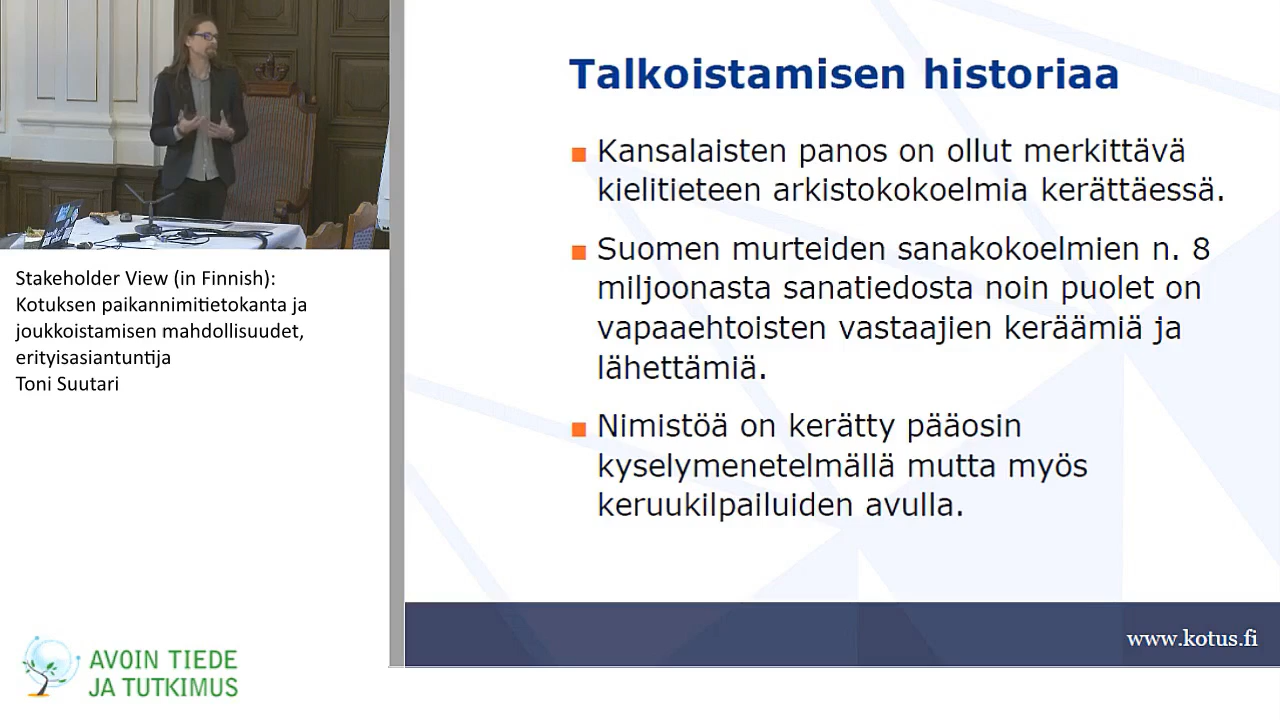 Stakeholder View (in Finnish):
Kotuksen paikannimitietokanta ja
joukkoistamisen mahdollisuudet,
erityisasiantuntija
Toni Suutari
AVOIN TIEDE
JA TUTKIMUS
Talkoistamisen historiaa
Kansalaisten panos on ollut merkittävä
kielitieteen arkistokokoelmia kerättäessä.
Suomen murteiden sanakokoelmien n. 8
miljoonasta sanatiedosta noin puolet on
vapaaehtoisten vastaajien keräämiä ja
lähettämiä.
Nimistöä on kerätty pääosin
kyselymenetelmällä mutta myös
keruukilpailuiden avulla.
www.kotus.fi